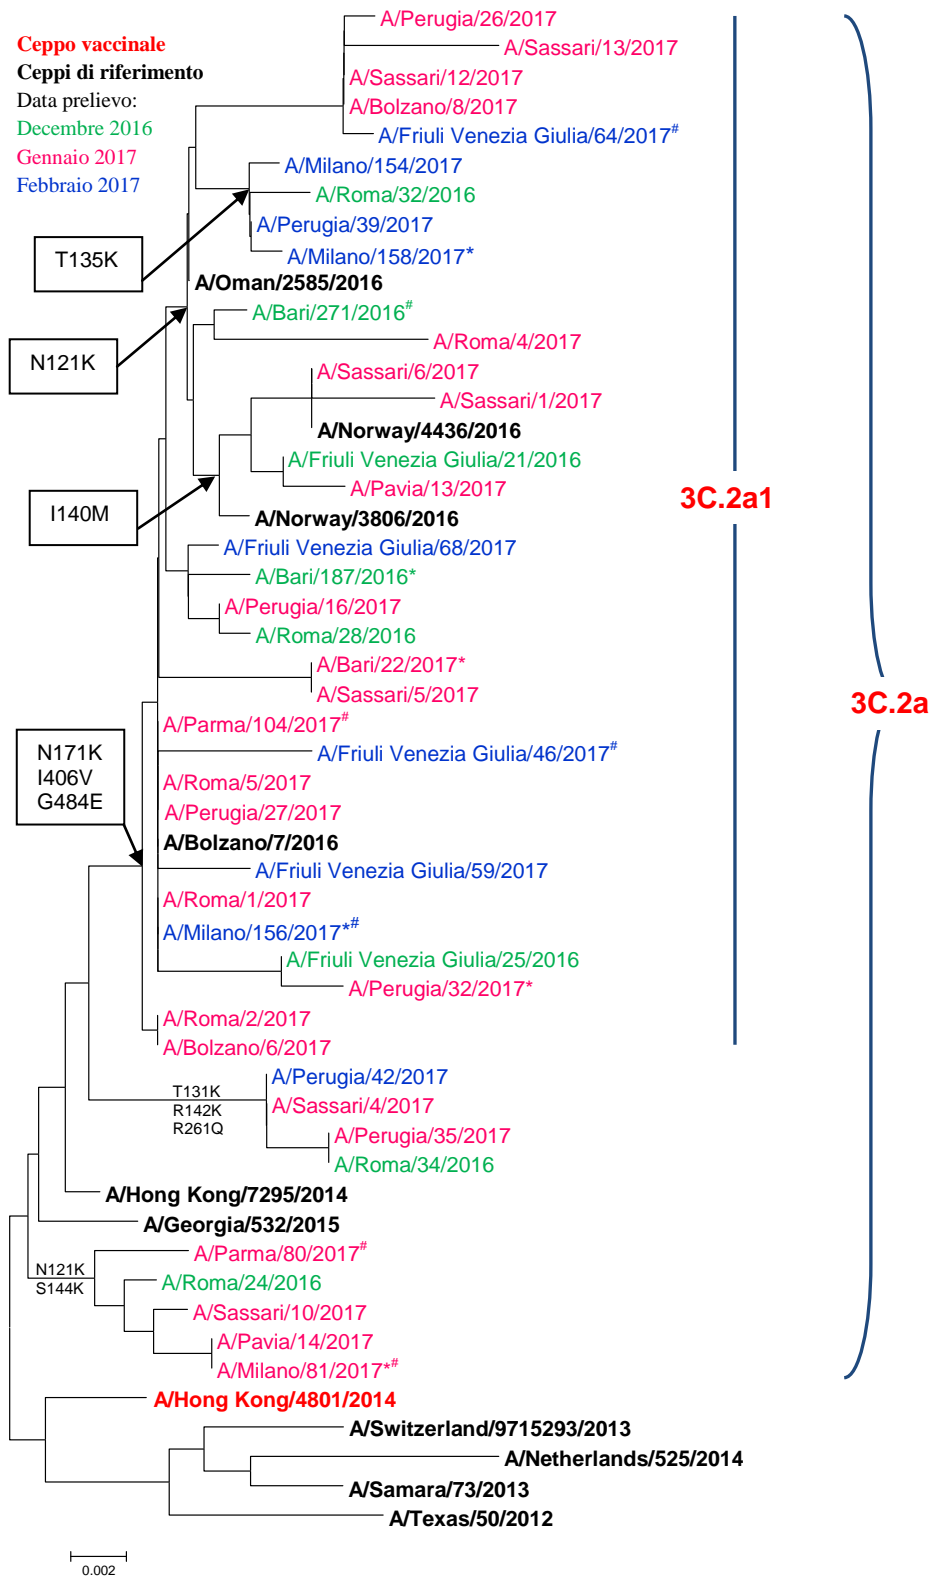 Ceppo vaccinale
Ceppi di riferimento
Data prelievo:
Decembre 2016
Gennaio 2017
Febbraio 2017
A/Perugia/26/2017
A/Sassari/13/2017
A/Sassari/12/2017
A/Bolzano/8/2017
A/Friuli Venezia Giulia/64/2017#
A/Milano/154/2017
A/Roma/32/2016
A/Perugia/39/2017
A/Milano/158/2017*
T135K
A/Oman/2585/2016
A/Bari/271/2016#
A/Roma/4/2017
N121K
A/Sassari/6/2017
A/Sassari/1/2017
A/Norway/4436/2016
A/Friuli Venezia Giulia/21/2016
A/Pavia/13/2017
3C.2a1
I140M
A/Norway/3806/2016
A/Friuli Venezia Giulia/68/2017
A/Bari/187/2016*
A/Perugia/16/2017
A/Roma/28/2016
A/Bari/22/2017*
A/Sassari/5/2017
3C.2a
A/Parma/104/2017#
N171K
I406V
G484E
A/Friuli Venezia Giulia/46/2017#
A/Roma/5/2017
A/Perugia/27/2017
A/Bolzano/7/2016
A/Friuli Venezia Giulia/59/2017
A/Roma/1/2017
A/Milano/156/2017*#
A/Friuli Venezia Giulia/25/2016
A/Perugia/32/2017*
A/Roma/2/2017
A/Bolzano/6/2017
A/Perugia/42/2017
T131K
R142K
R261Q
A/Sassari/4/2017
A/Perugia/35/2017
A/Roma/34/2016
A/Hong Kong/7295/2014
A/Georgia/532/2015
A/Parma/80/2017#
N121K
S144K
A/Roma/24/2016
A/Sassari/10/2017
A/Pavia/14/2017
A/Milano/81/2017*#
A/Hong Kong/4801/2014
A/Switzerland/9715293/2013
A/Netherlands/525/2014
A/Samara/73/2013
A/Texas/50/2012
0.002